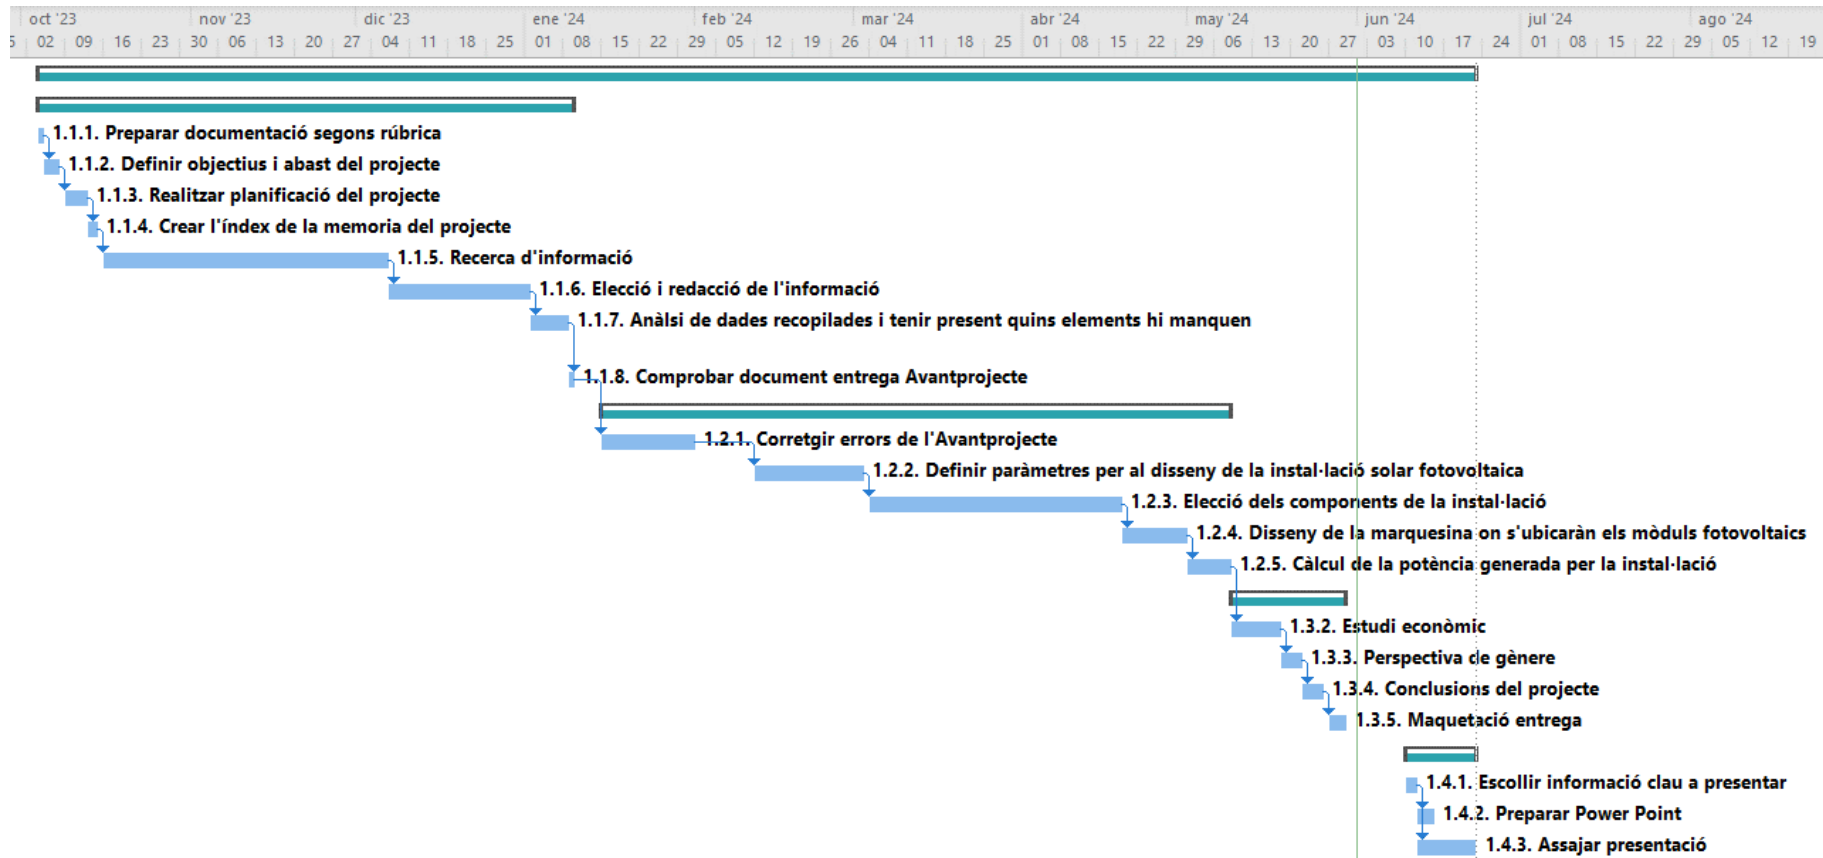 oct '23 nov '23 dic '23 ene '24 feb '24 mar '24 abr '24 may '24 jun '24 jul '24 ago '24
5 02 09 16 23 30 06 13 20 27 04 11 18 25 01 08 15 22 29 05 12 19 26 04 11 18 25 01 08 15 22 29 06 13 20 27 03 10 17 24 01 08 15 22 29 05 12 19
1.1.1. Preparar documentació segons rúbrica
1.1.2. Definir objectius i abast del projecte
1.1.3. Realitzar planificació del projecte
1.1.4. Crear l'índex de la memoria del projecte
1.1.5. Recerca d'informació
1.1.6. Elecció i redacció de l'informació
1.1.7. Anàlsi de dades recopilades i tenir present quins elements hi manquen
1.1.8. Comprobar document entrega Avantprojecte
1.2.1. Corretgir errors de l'Avantprojecte
1.2.2. Definir paràmetres per al disseny de la instal·lació solar fotovoltaica
1.2.3. Elecció dels components de la instal·lació
1.2.4. Disseny de la marquesina on s'ubicaràn els mòduls fotovoltaics
1.2.5. Càlcul de la potència generada per la instal·lació
1.3.2. Estudi econòmic
1.3.3. Perspectiva de gènere
1.3.4. Conclusions del projecte
1.3.5. Maquetació entrega
1.4.1. Escollir informació clau a presentar
1.4.2. Preparar Power Point
1.4.3. Assajar presentació